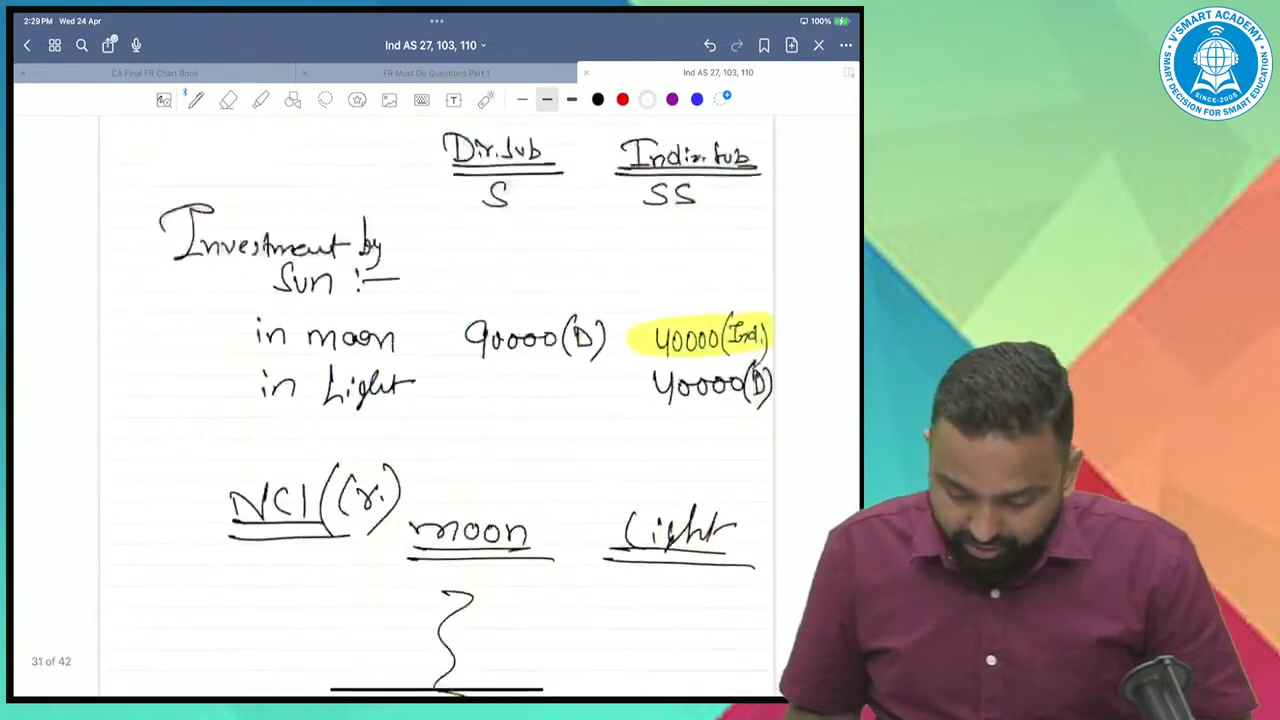 2:29 PM Wed 24 Apr
100%
Ind AS 27, 103, 110
CA Final FR Chart Book
FR Must Do Questions Part 1
Ind AS 27, 103, 110
Dir. Sub
Indir. Sub
S
SS
Investment by
Sun :-
in moon 90000 (D) 40000 (Ind.)
in Light 40000 (D)
NCI (Cr.)
moon
Light
31 of 42
V'SMART ACADEMY
SINCE-2009
SMART DECISION FOR SMART EDUCATION